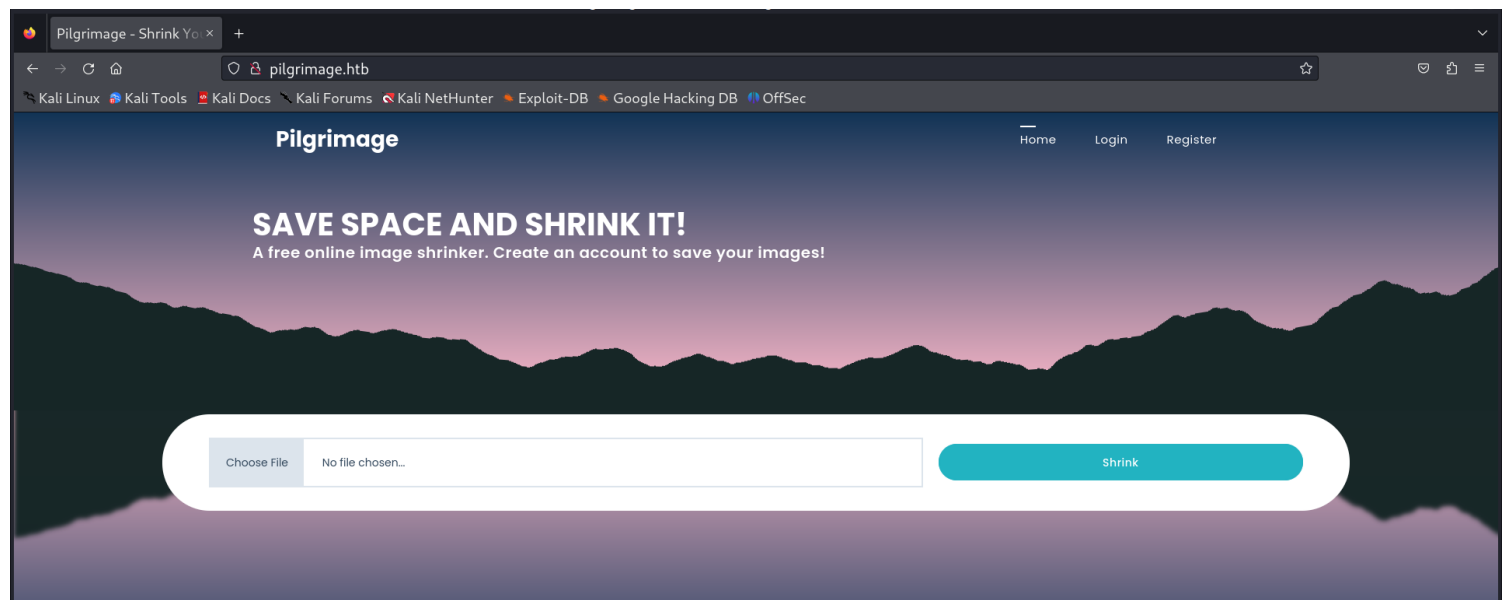 Pilgrimage - Shrink Yo
pilgrimage.htb
Kali Linux Kali Tools Kali Docs Kali Forums Kali NetHunter Exploit-DB Google Hacking DB OffSec
Pilgrimage Home Login Register
SAVE SPACE AND SHRINK IT!
A free online image shrinker. Create an account to save your images!
Choose File No file chosen... Shrink